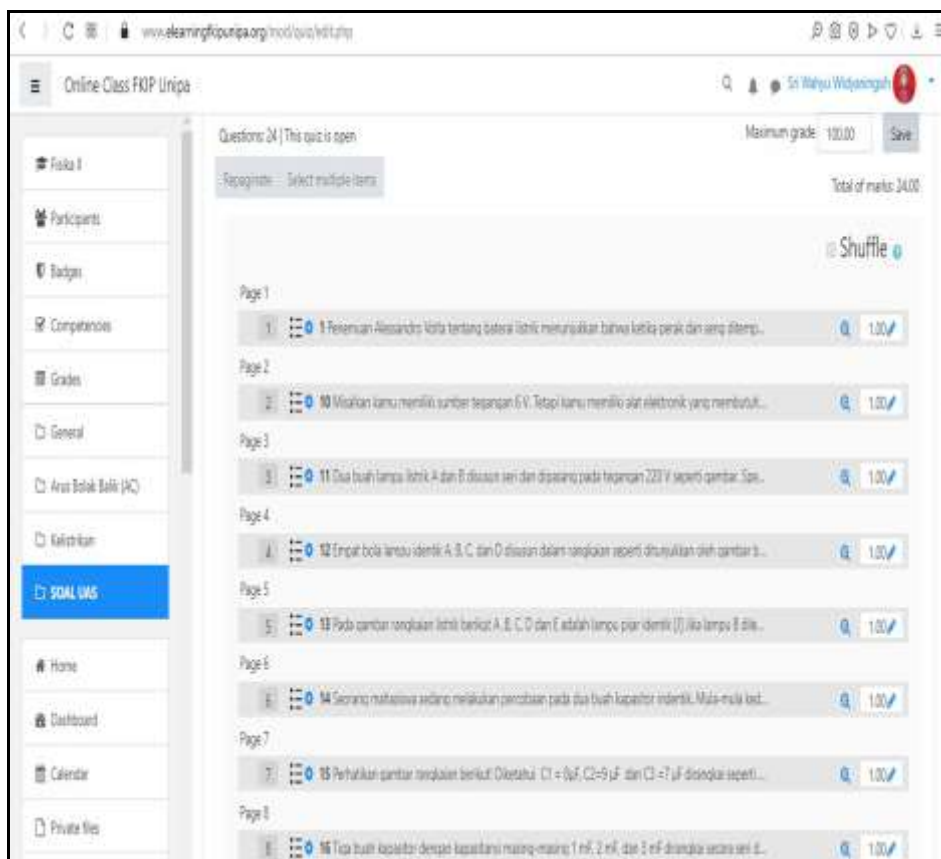 www.elearningfkipunipa.org/mod/quiz/edit.php
Online Class FKIP Unipa
Sri Wahyu Widyaningsih
Fisika II
Participants
Badges
Competencies
Grades
General
Arus Bolak Balik (AC)
Kelistrikan
SOAL UAS
Home
Dashboard
Calendar
Private files
Questions: 24 | This quiz is open
Maximum grade 100.00 Save
Repaginate Select multiple items
Total of marks: 24.00
Shuffle
Page 1
1 1 Penemuan Alessandro Volta tentang baterai listrik menunjukkan bahwa ketika perak dan seng ditemp... 1.00
Page 2
2 10 Misalkan kamu memiliki sumber tegangan 6 V. Tetapi kamu memiliki alat elektronik yang membutuh... 1.00
Page 3
3 11 Dua buah lampu listrik A dan B disusun seri dan dipasang pada tegangan 220 V seperti gambar. Spe... 1.00
Page 4
4 12 Empat bola lampu identik A, B, C, dan D disusun dalam rangkaian seperti ditunjukkan oleh gambar b... 1.00
Page 5
5 13 Pada gambar rangkaian listrik berikut A, B, C, D dan E adalah lampu pijar identik Jika lampu B dile... 1.00
Page 6
6 14 Seorang mahasiswa sedang melakukan percobaan pada dua buah kapasitor indentik. Mula-mula ked... 1.00
Page 7
7 15 Perhatikan gambar rangkaian berikut! Diketahui C2=9 μF dan C3 =7 μF dirangkai seperti ... 1.00
Page 8
8 16 Tiga buah kapasitor dengan kapasitansi masing-masing 1 mF, 2 mF, dan 3 mF dirangkai secara seri d... 1.00